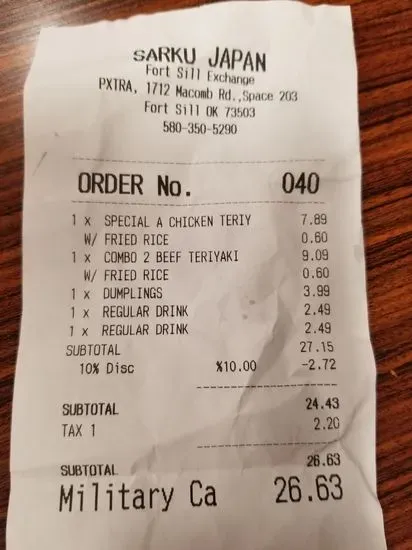 SARKU JAPAN
Fort Sill Exchange
PXTRA, 1712 Macomb Rd.,Space 203
Fort Sill OK 73503
580-350-5290
ORDER No. 040
1 x SPECIAL A CHICKEN TERIY 7.89
W/ FRIED RICE 0.60
1 x COMBO 2 BEEF TERIYAKI 9.09
W/ FRIED RICE 0.60
1 x DUMPLINGS 3.99
1 x REGULAR DRINK 2.49
1 x REGULAR DRINK 2.49
SUBTOTAL 27.15
10% Disc %10.00 -2.72
SUBTOTAL 24.43
TAX 1 2.20
SUBTOTAL 26.63
Military Ca 26.63